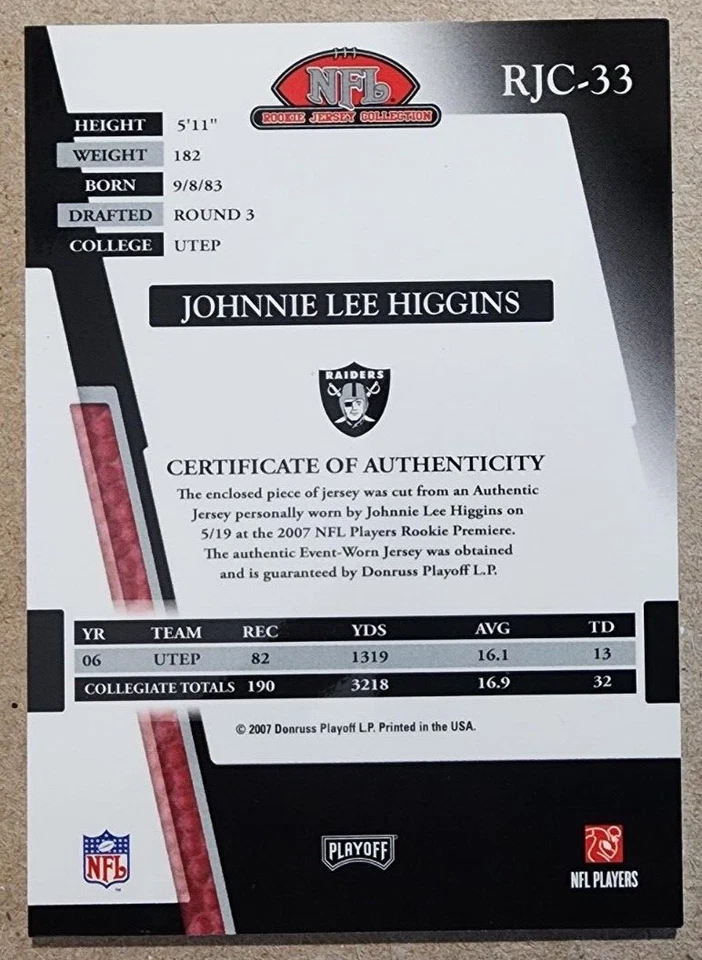 NFL
ROOKIE JERSEY COLLECTION
RJC-33
HEIGHT 5'11"
WEIGHT 182
BORN 9/8/83
DRAFTED ROUND 3
COLLEGE UTEP
JOHNNIE LEE HIGGINS
RAIDERS
CERTIFICATE OF AUTHENTICITY
The enclosed piece of jersey was cut from an Authentic
Jersey personally worn by Johnnie Lee Higgins on
5/19 at the 2007 NFL Players Rookie Premiere.
The authentic Event-Worn Jersey was obtained
and is guaranteed by Donruss Playoff L.P.
YR TEAM REC YDS AVG TD
06 UTEP 82 1319 16.1 13
COLLEGIATE TOTALS 190 3218 16.9 32
© 2007 Donruss Playoff L.P. Printed in the USA.
NFL
PLAYOFF
NFL PLAYERS